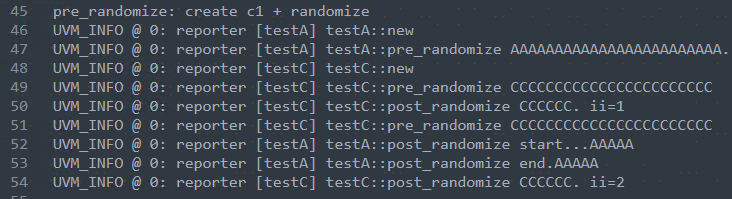 45 pre_randomize: create c1 + randomize
46 UVM_INFO @ 0: reporter [testA] testA::new
47 UVM_INFO @ 0: reporter [testA] testA::pre_randomize AAAAAAAAAAAAAAAAAAAAAAAA.
48 UVM_INFO @ 0: reporter [testC] testC::new
49 UVM_INFO @ 0: reporter [testC] testC::pre_randomize CCCCCCCCCCCCCCCCCCCCCCC
50 UVM_INFO @ 0: reporter [testC] testC::post_randomize CCCCCC. ii=1
51 UVM_INFO @ 0: reporter [testC] testC::pre_randomize CCCCCCCCCCCCCCCCCCCCCCC
52 UVM_INFO @ 0: reporter [testA] testA::post_randomize start...AAAAA
53 UVM_INFO @ 0: reporter [testA] testA::post_randomize end.AAAAA
54 UVM_INFO @ 0: reporter [testC] testC::post_randomize CCCCCC. ii=2